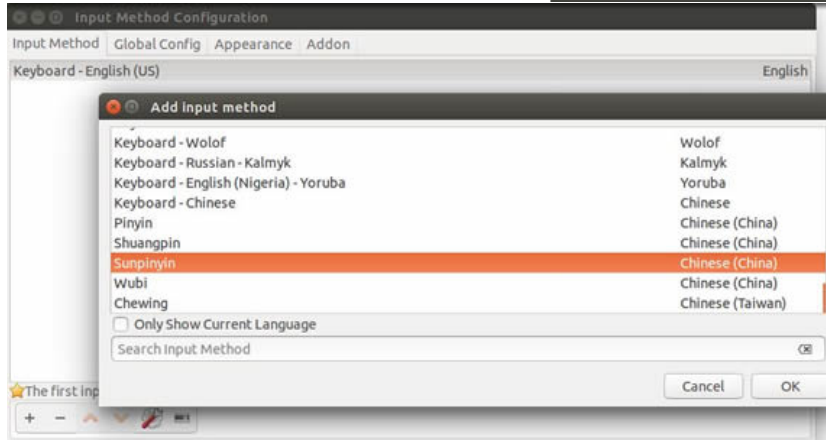 Input Method Configuration
Input Method Global Config Appearance Addon
Keyboard - English (US) English
Add input method
Keyboard - Wolof Wolof
Keyboard - Russian - Kalmyk Kalmyk
Keyboard - English (Nigeria) - Yoruba Yoruba
Keyboard - Chinese Chinese
Pinyin Chinese (China)
Shuangpin Chinese (China)
Sunpinyin Chinese (China)
Wubi Chinese (China)
Chewing Chinese (Taiwan)
Only Show Current Language
Search Input Method
The first inp
Cancel OK